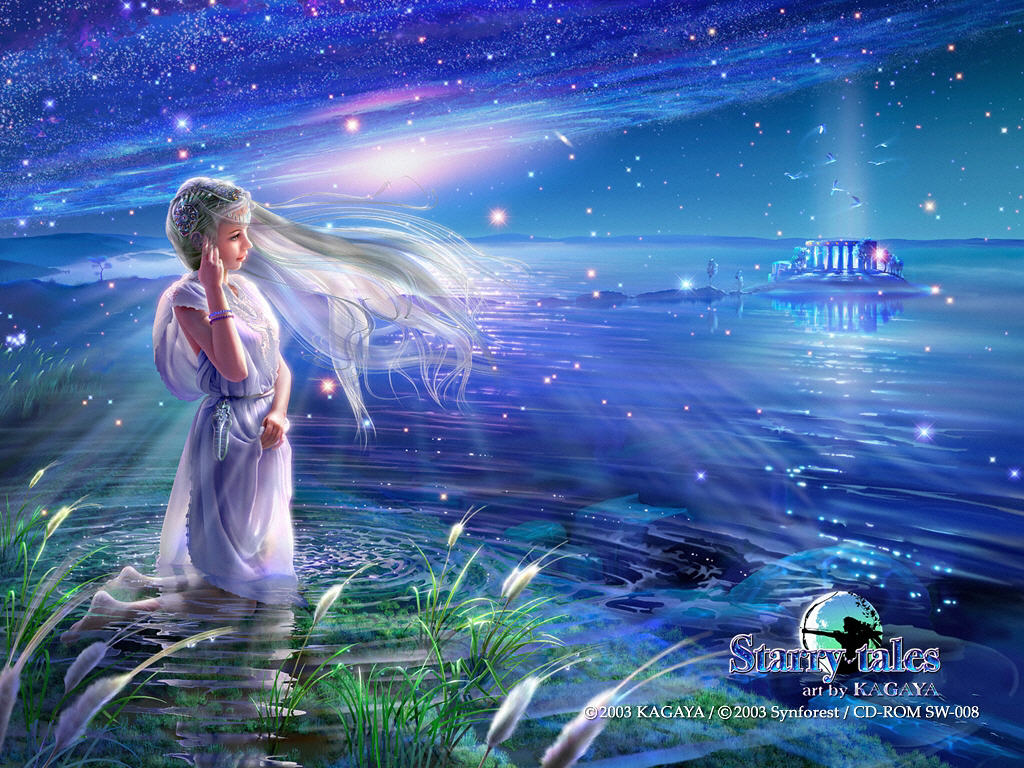 Starry tales
art by KAGAYA
©2003 KAGAYA / ©2003 Synforest / CD-ROM SW-008